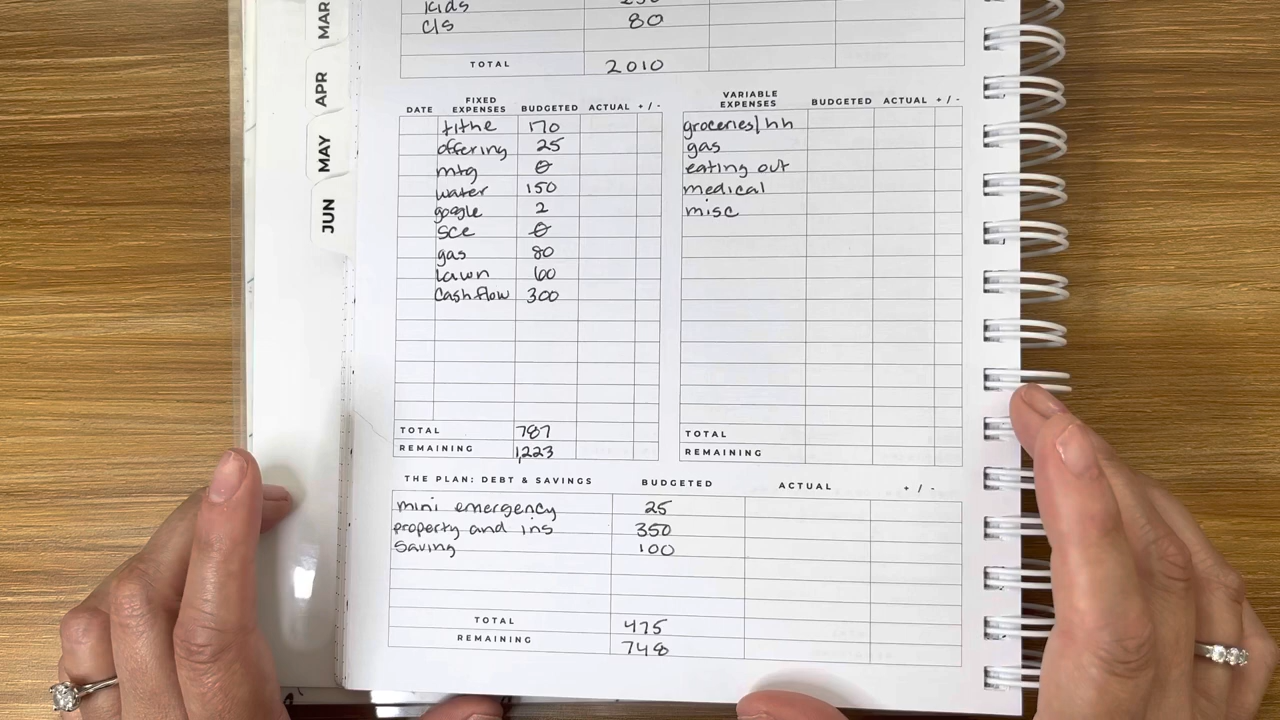 MAR
APR
MAY
JUN
Kids
C/S 80
TOTAL 2010
DATE FIXED EXPENSES BUDGETED ACTUAL + / -
tithe 170
offering 25
mtg 0
water 150
google 2
sce 0
gas 80
lawn 60
Cashflow 300
TOTAL 787
REMAINING 1,223
VARIABLE EXPENSES BUDGETED ACTUAL + / -
groceries/hh
gas
eating out
medical
misc
TOTAL
REMAINING
THE PLAN: DEBT & SAVINGS BUDGETED ACTUAL + / -
mini emergency 25
property and ins 350
Saving 100
TOTAL 475
REMAINING 748